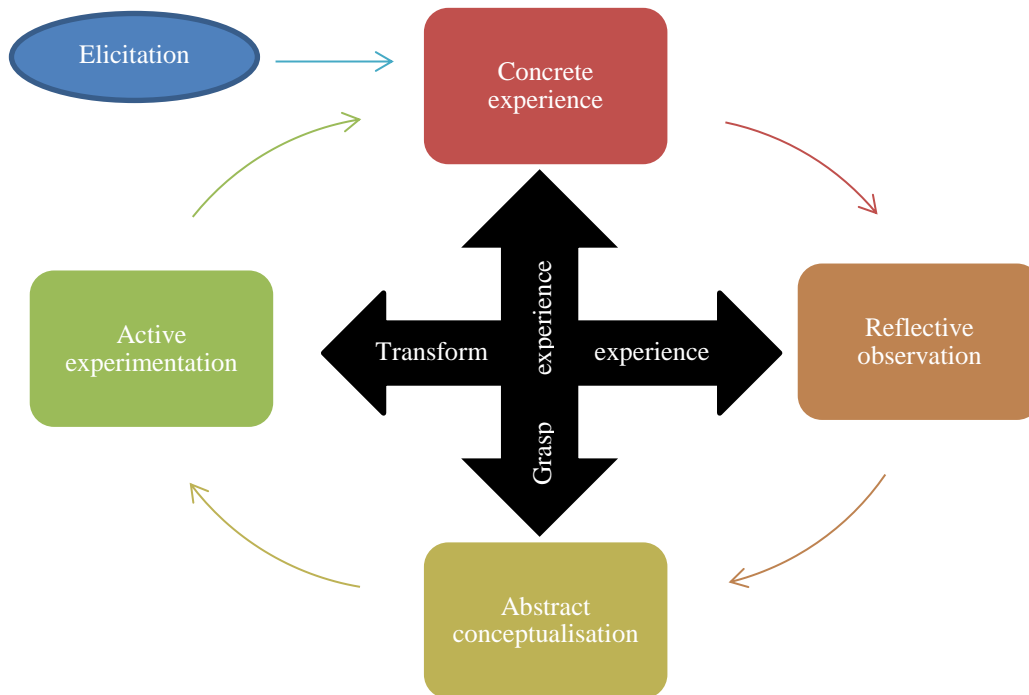 Elicitation
Concrete
experience
Active
experimentation
Transform
experience
Grasp experience
Reflective
observation
Abstract
conceptualisation